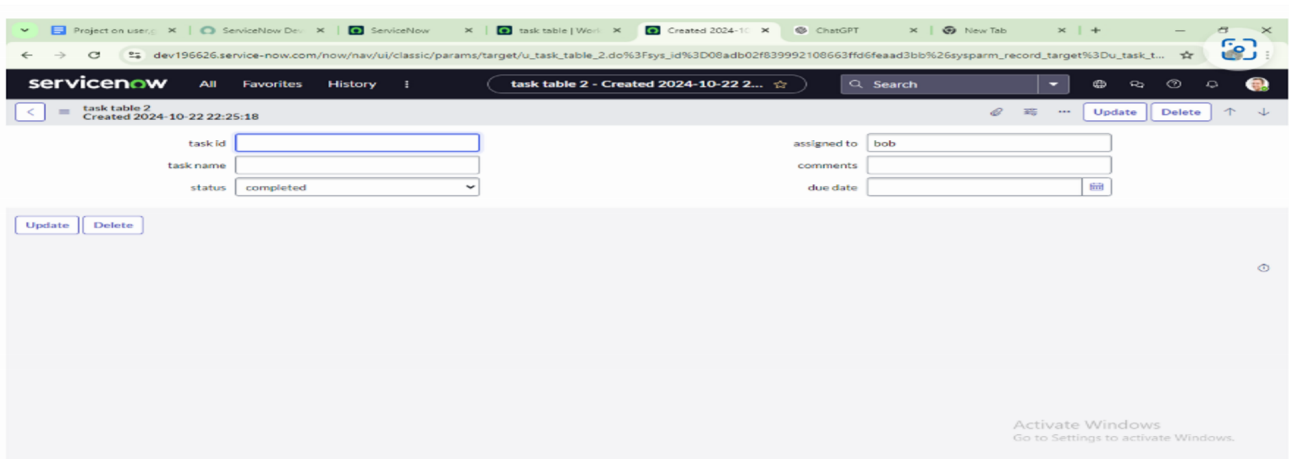 Project on user,g ServiceNow Dev ServiceNow task table | Work Created 2024-10 ChatGPT New Tab
dev196626.service-now.com/now/nav/ui/classic/params/target/u_task_table_2.do%3Fsys_id%3D08adb02f839992108663ffd6feaad3bb%26sysparm_record_target%3Du_task_t...
servicenow All Favorites History task table 2 - Created 2024-10-22 2... Search
task table 2
Created 2024-10-22 22:25:18
Update Delete
task id
assigned to bob
task name
comments
status completed
due date
Update Delete
Activate Windows
Go to Settings to activate Windows.